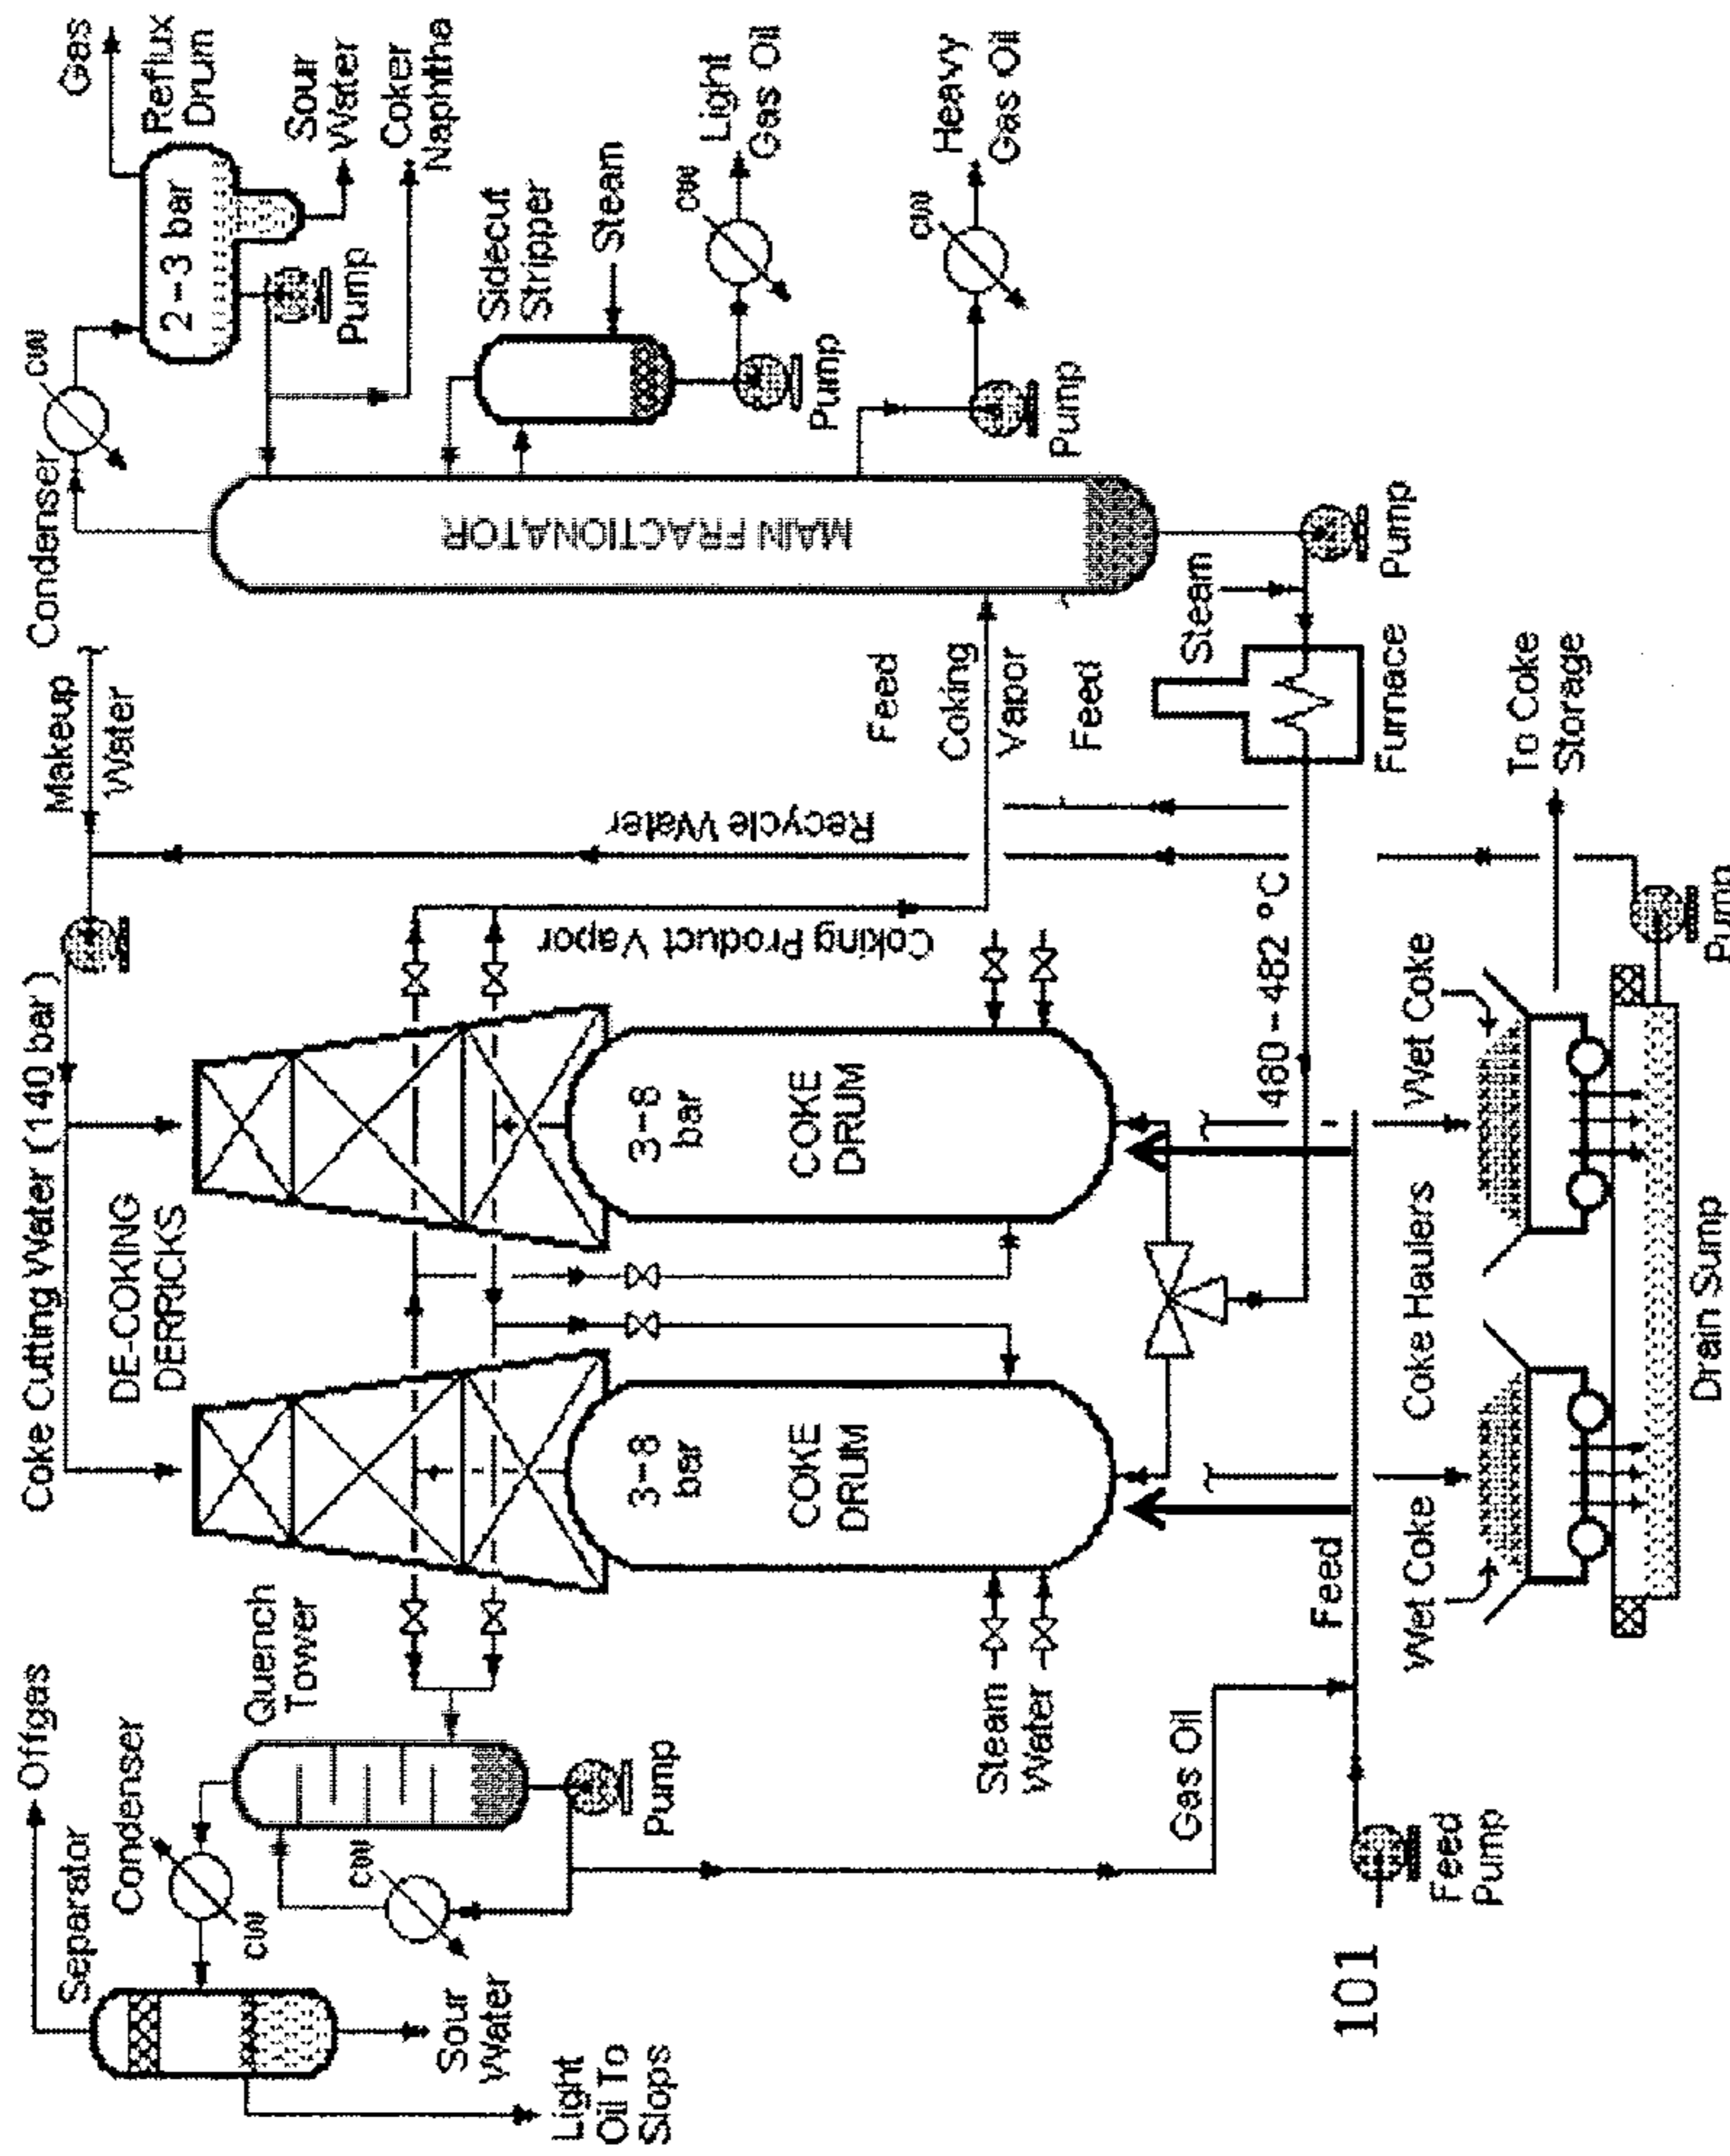 Offgas
Separator
Condenser
CW
Sour
Water
Light
Oil To
Slops
Quench
Tower
CW
Pump
Coke Cutting Water (140 bar)
DE-COKING
DERRICKS
Makeup
Water
Condenser
CW
Gas
Reflux
Drum
2-3 bar
Sour
Water
Coker
Naphtha
Pump
Sidecut
Stripper
Steam
CW
Light
Gas Oil
Pump
MAIN FRACTIONATOR
CW
Heavy
Gas Oil
Pump
Recycle Water
Coking Product Vapor
Feed
Coking
Vapor
Feed
3-8
bar
COKE
DRUM
3-8
bar
COKE
DRUM
Steam
Water
Gas Oil
Steam
Pump
Furnace
480-482 °C
101
Feed
Pump
Feed
Wet Coke
Coke Haulers
Wet Coke
To Coke
Storage
Drain Sump
Pump